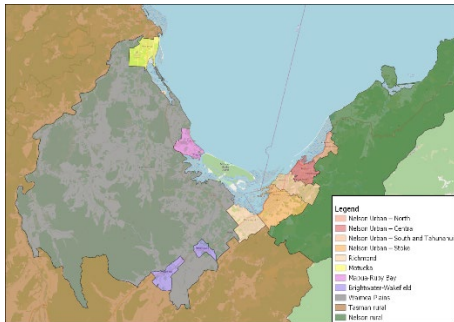 Legend
Nelson Urban – North
Nelson Urban – Central
Nelson Urban – South and Tahunanui
Nelson Urban – Stoke
Richmond
Motueka
Mapua-Ruby Bay
Brightwater-Wakefield
Waimea Plains
Tasman rural
Nelson rural